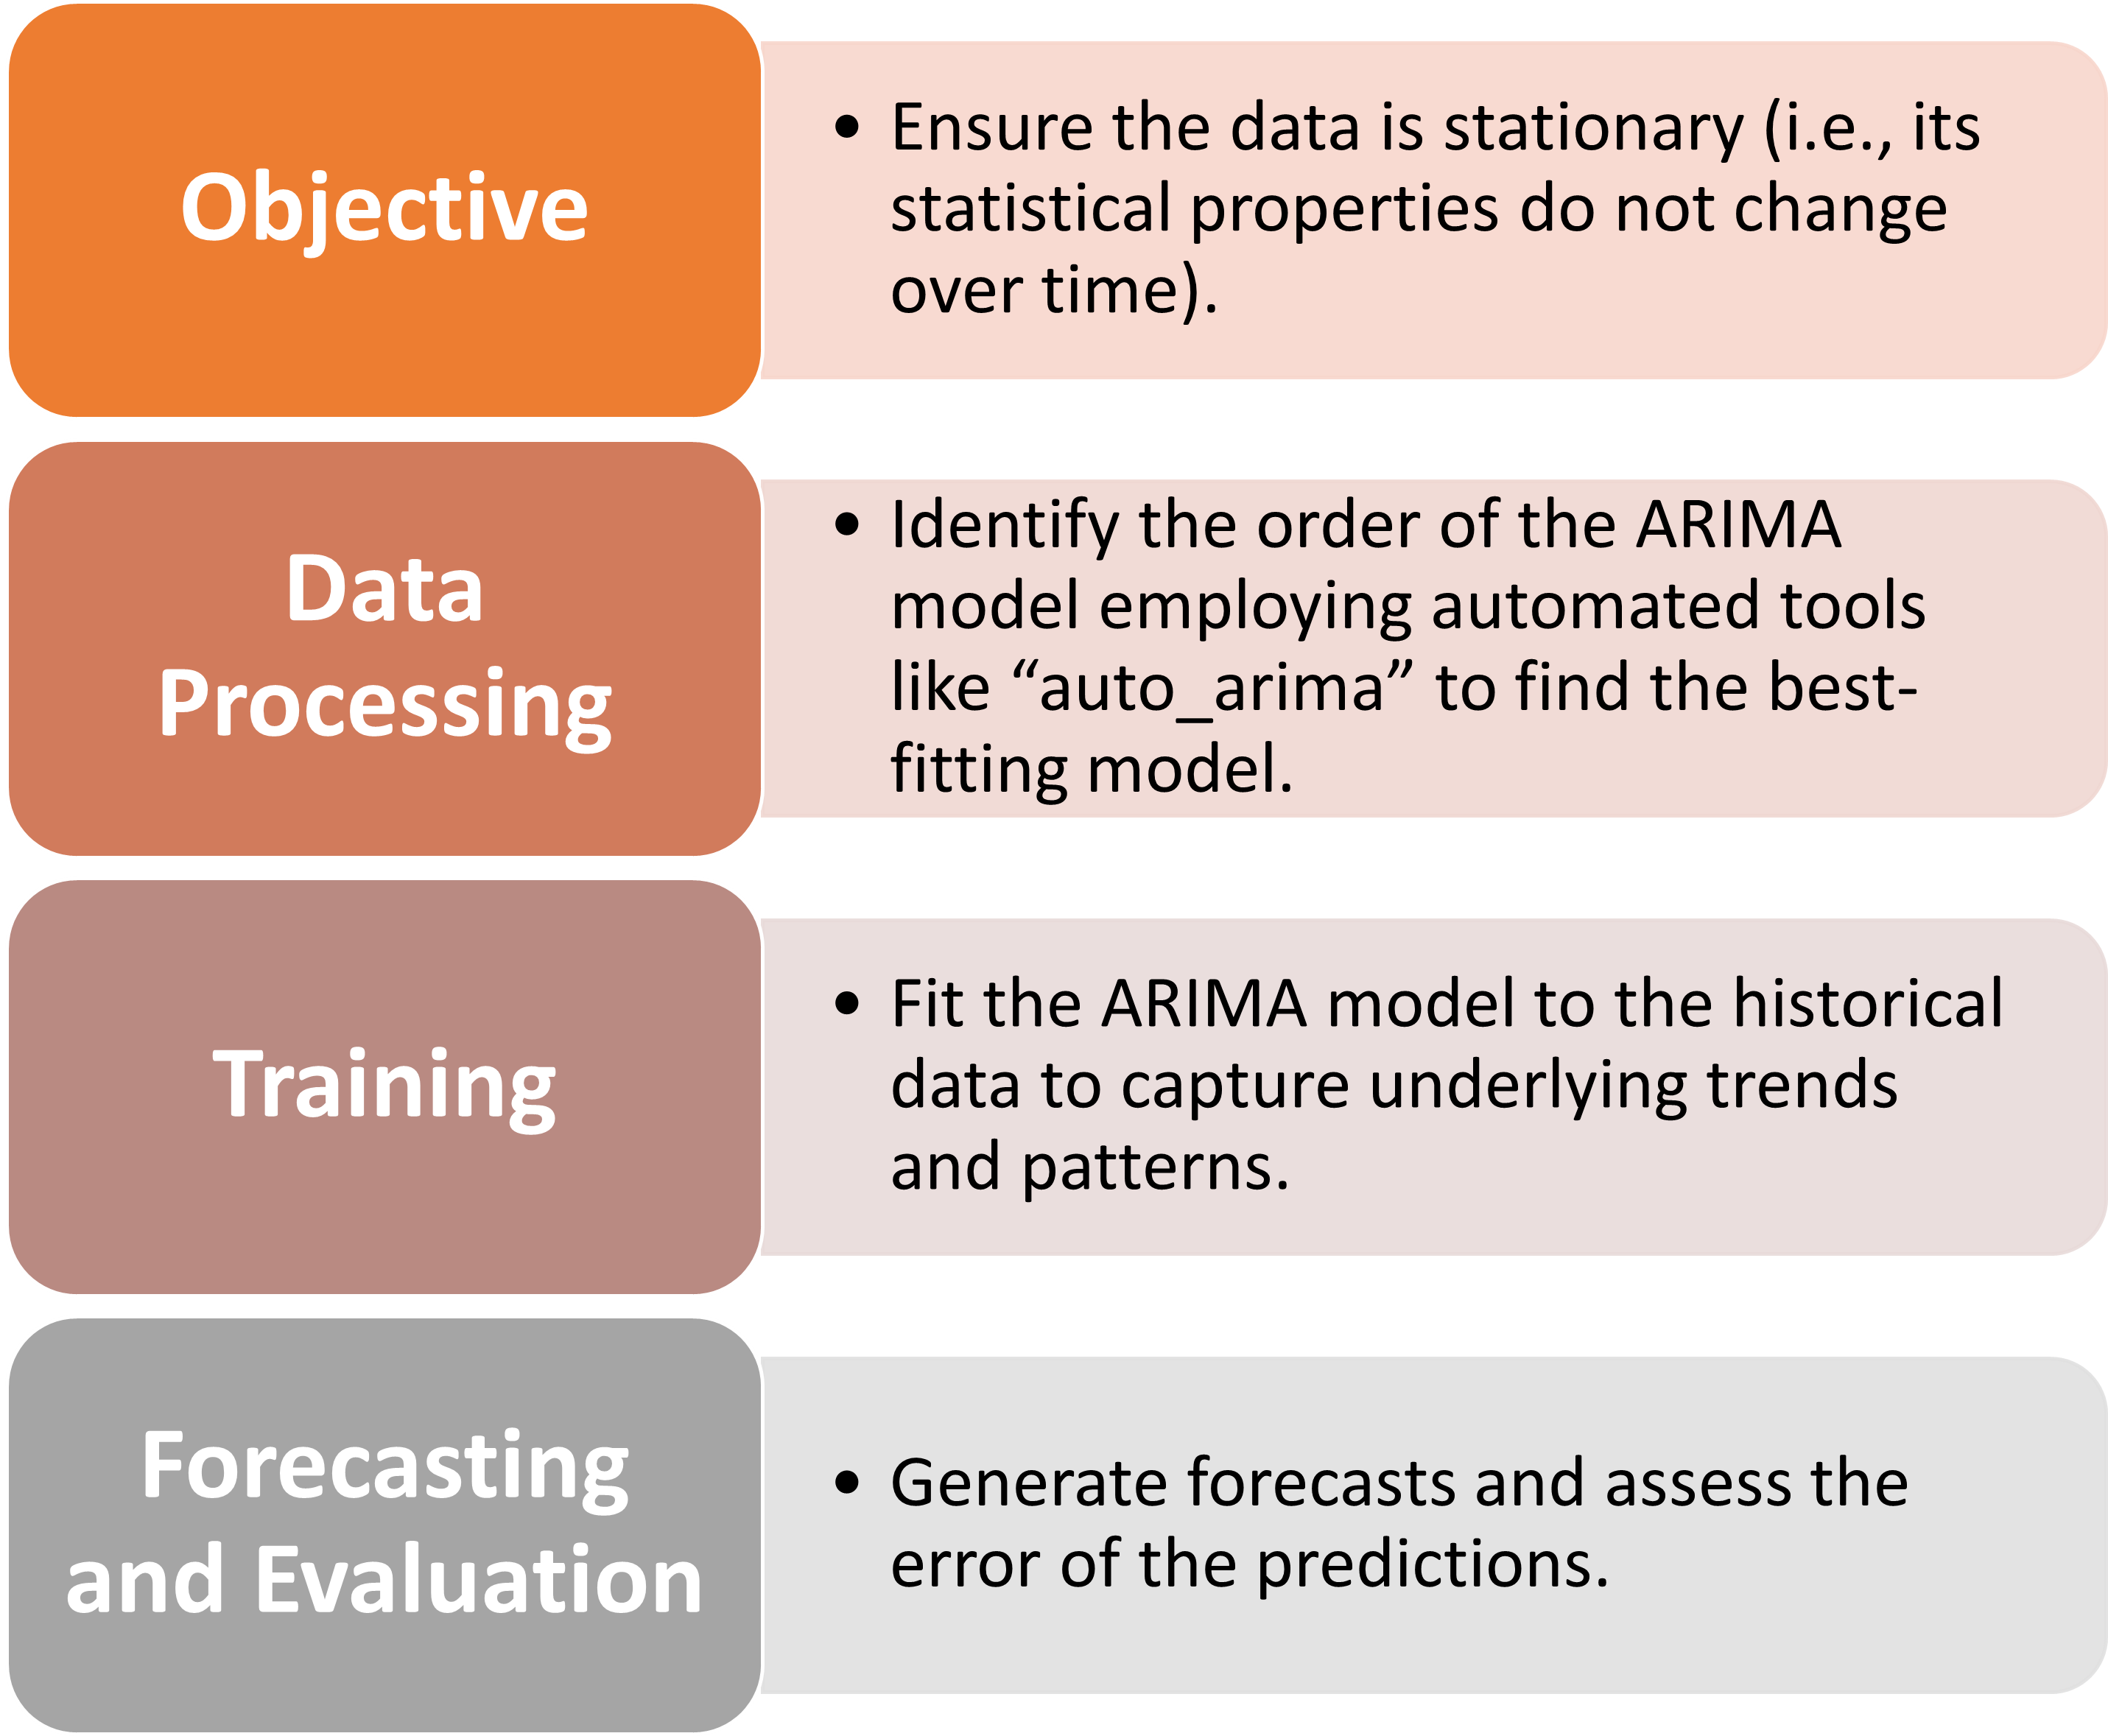 Objective
• Ensure the data is stationary (i.e., its
statistical properties do not change
over time).
Data
Processing
• Identify the order of the ARIMA
model employing automated tools
like “auto_arima” to find the best-
fitting model.
Training
• Fit the ARIMA model to the historical
data to capture underlying trends
and patterns.
Forecasting
and Evaluation
• Generate forecasts and assess the
error of the predictions.